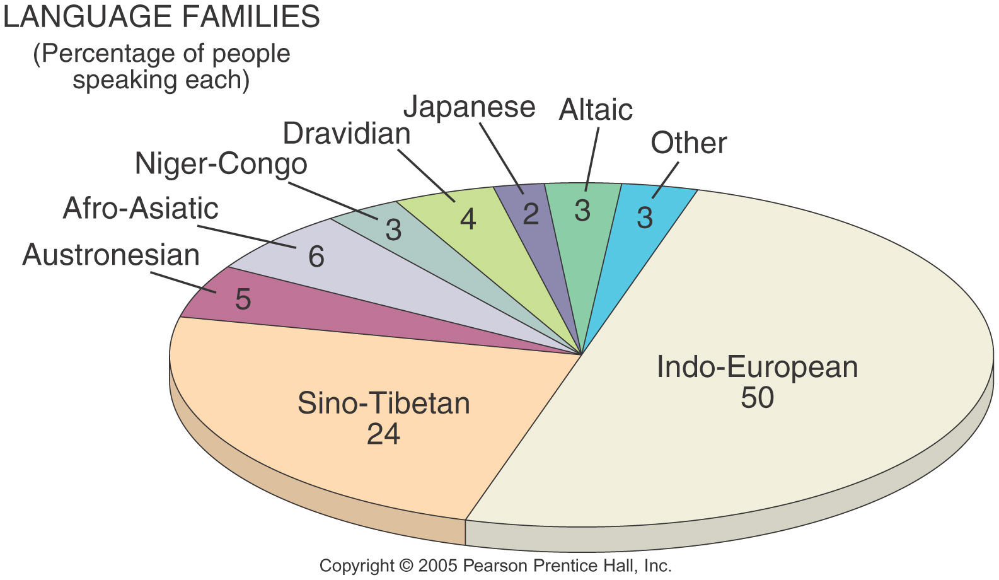 LANGUAGE FAMILIES
(Percentage of people
speaking each)
Japanese
Altaic
Dravidian
Other
Niger-Congo
Afro-Asiatic
Austronesian
5
6
3
4
2
3
3
Indo-European
50
Sino-Tibetan
24
Copyright © 2005 Pearson Prentice Hall, Inc.